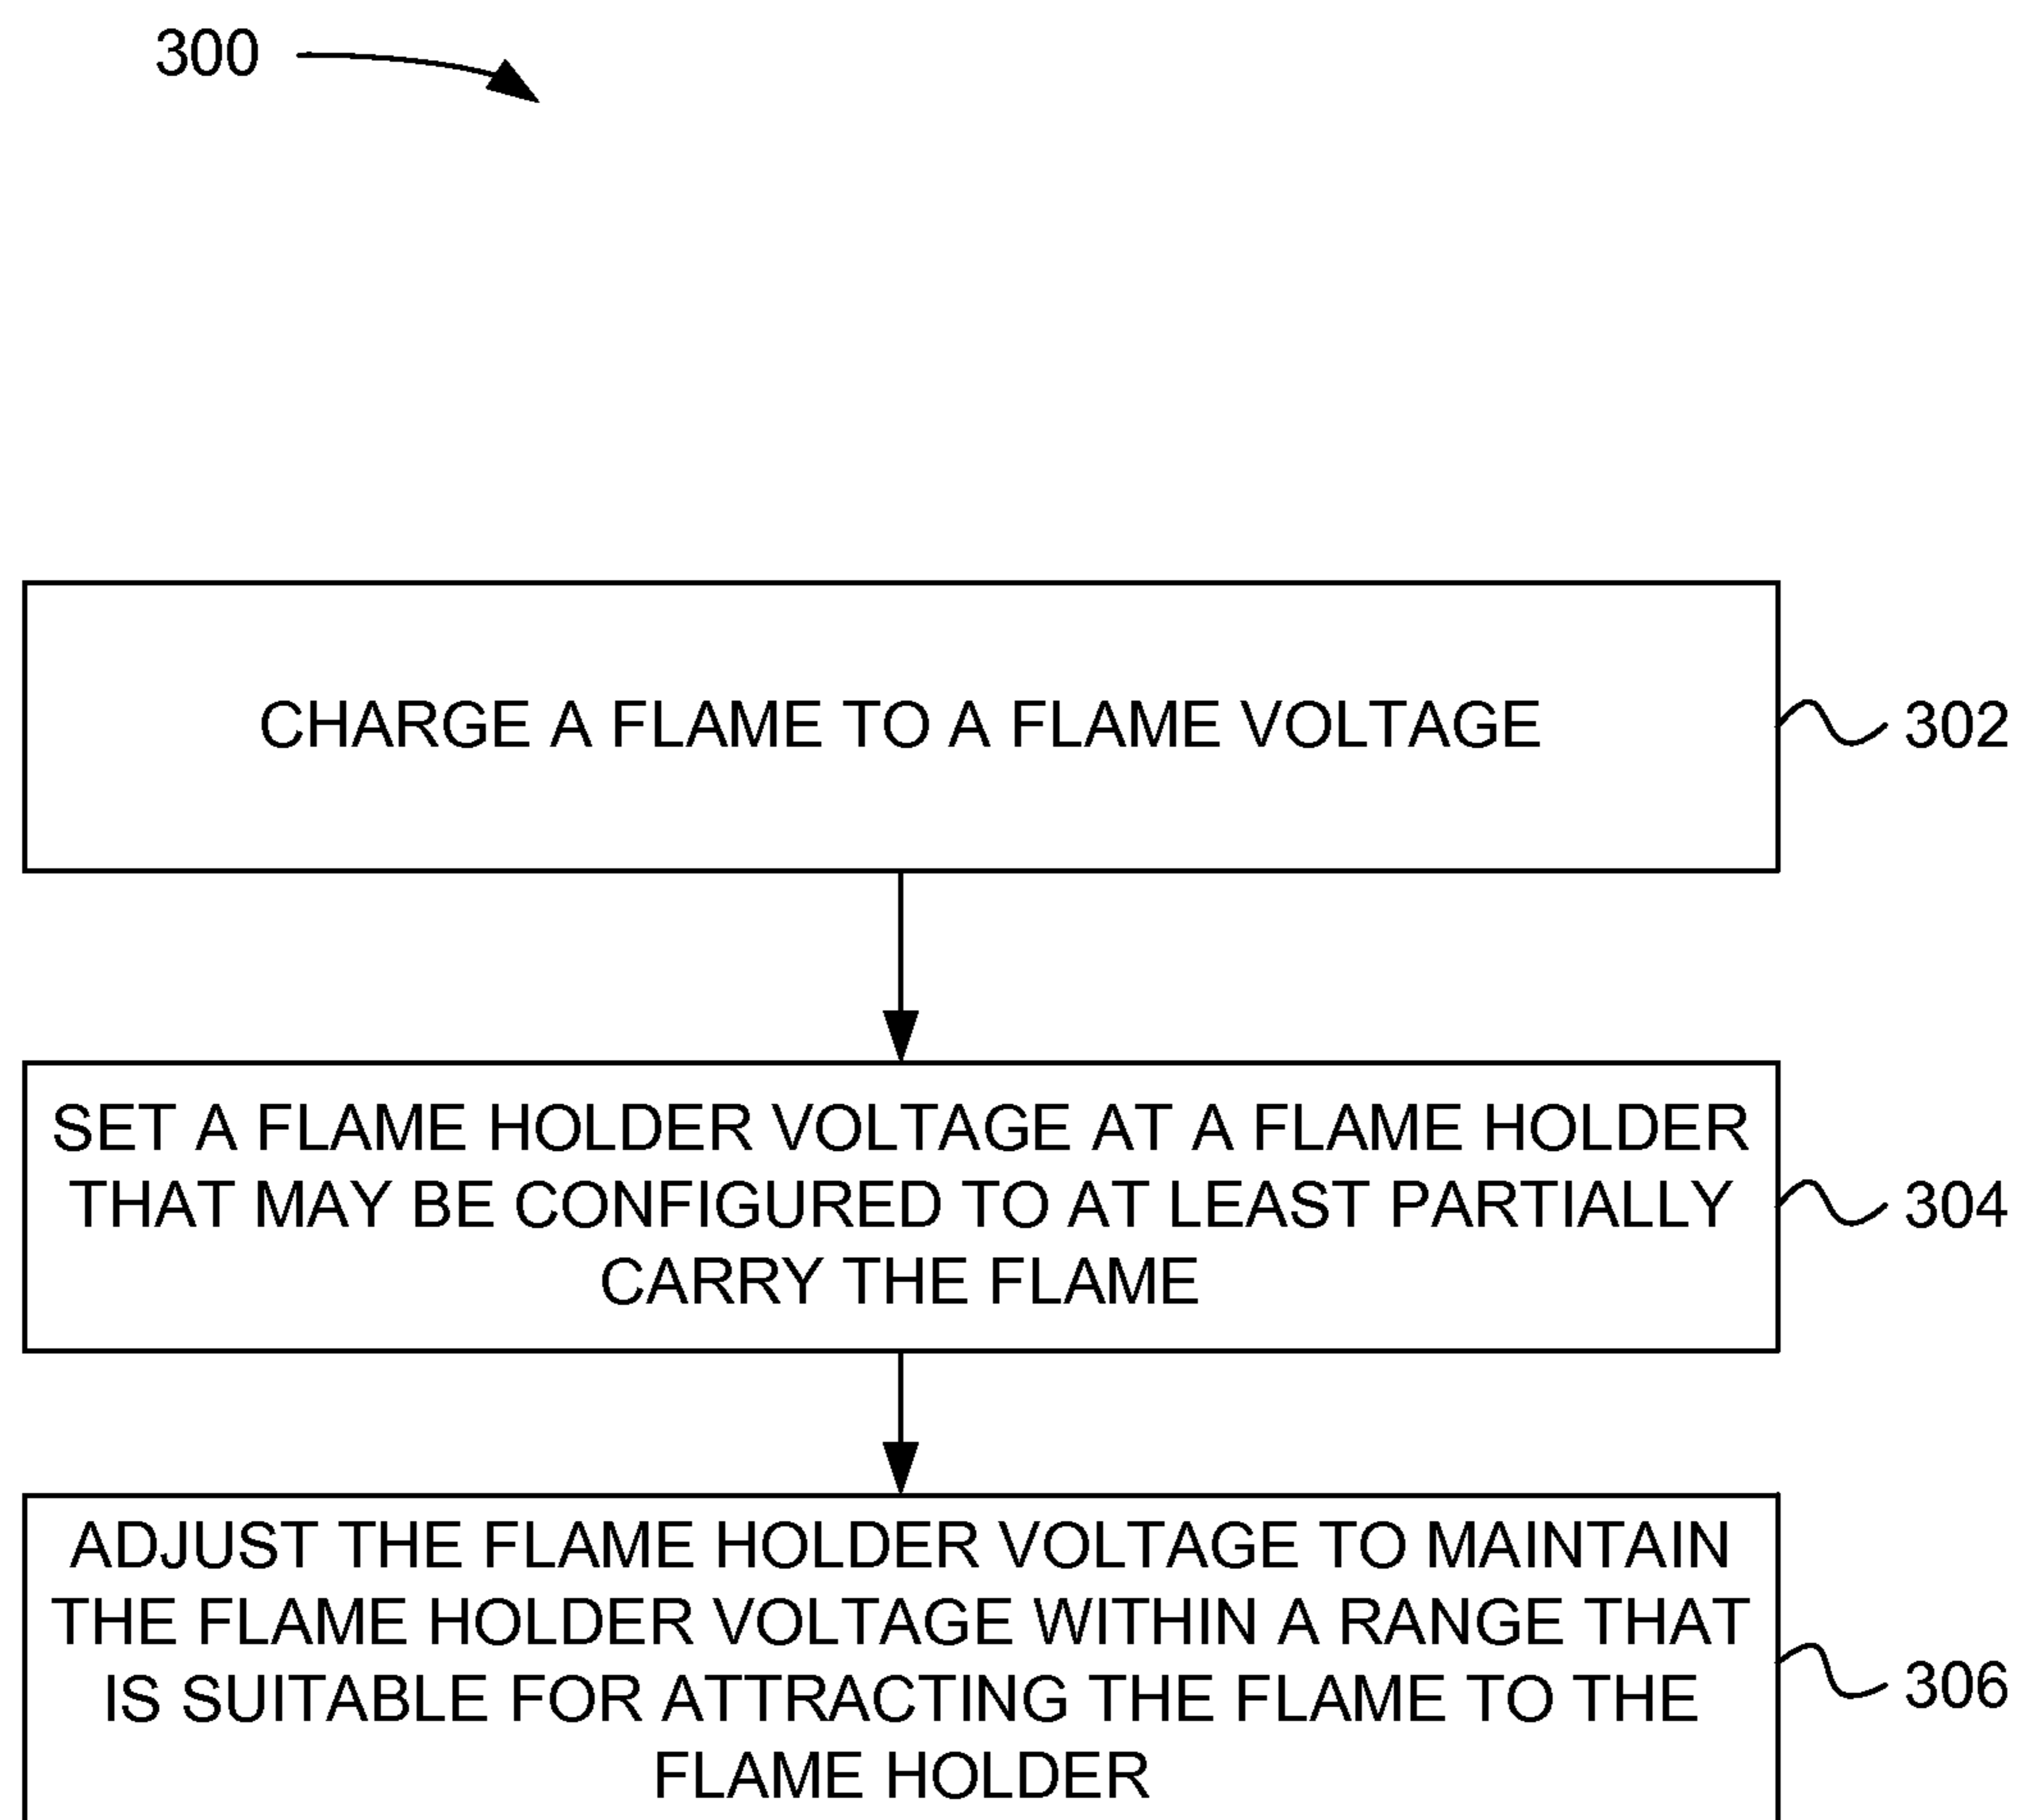 300
CHARGE A FLAME TO A FLAME VOLTAGE
302
SET A FLAME HOLDER VOLTAGE AT A FLAME HOLDER
THAT MAY BE CONFIGURED TO AT LEAST PARTIALLY
CARRY THE FLAME
304
ADJUST THE FLAME HOLDER VOLTAGE TO MAINTAIN
THE FLAME HOLDER VOLTAGE WITHIN A RANGE THAT
IS SUITABLE FOR ATTRACTING THE FLAME TO THE
FLAME HOLDER
306